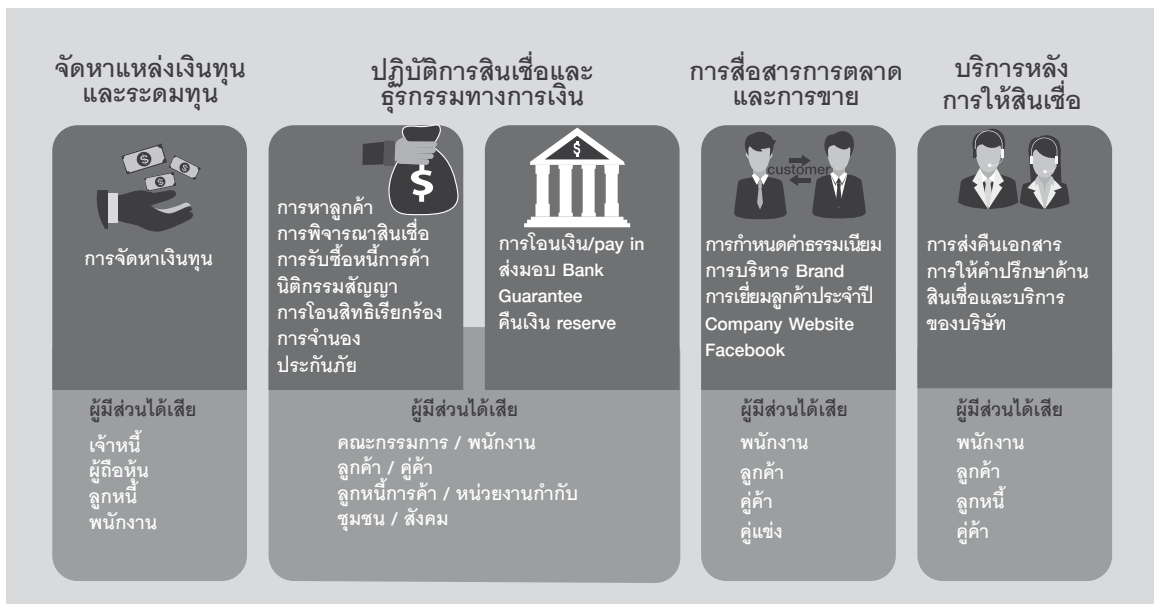 จัดหาแหล่งเงินทุน
และระดมทุน
การจัดหาเงินทุน
ผู้มีส่วนได้เสีย
เจ้าหนี้
ผู้ถือหุ้น
ลูกหนี้
พนักงาน
ปฏิบัติการสินเชื่อและ
ธุรกรรมทางการเงิน
$
การหาลูกค้า
การพิจารณาสินเชื่อ
การรับซื้อหนี้การค้า
นิติกรรมสัญญา
การโอนสิทธิเรียกร้อง
การจำนอง
ประกันภัย
$
การโอนเงิน/pay in
ส่งมอบ Bank
Guarantee
คืนเงิน reserve
ผู้มีส่วนได้เสีย
คณะกรรมการ / พนักงาน
ลูกค้า / คู่ค้า
ลูกหนี้การค้า / หน่วยงานกำกับ
ชุมชน / สังคม
การสื่อสารการตลาด
และการขาย
customer
การกำหนดค่าธรรมเนียม
การบริหาร Brand
การเยี่ยมลูกค้าประจำปี
Company Website
Facebook
ผู้มีส่วนได้เสีย
พนักงาน
ลูกค้า
คู่ค้า
คู่แข่ง
บริการหลัง
การให้สินเชื่อ
การส่งคืนเอกสาร
การให้คำปรึกษาด้าน
สินเชื่อและบริการ
ของบริษัท
ผู้มีส่วนได้เสีย
พนักงาน
ลูกค้า
ลูกหนี้
คู่ค้า